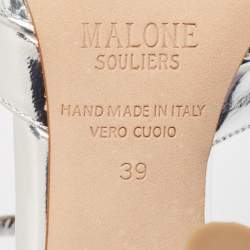 MALONE
SOULIERS
HAND MADE IN ITALY
VERO CUOIO
39